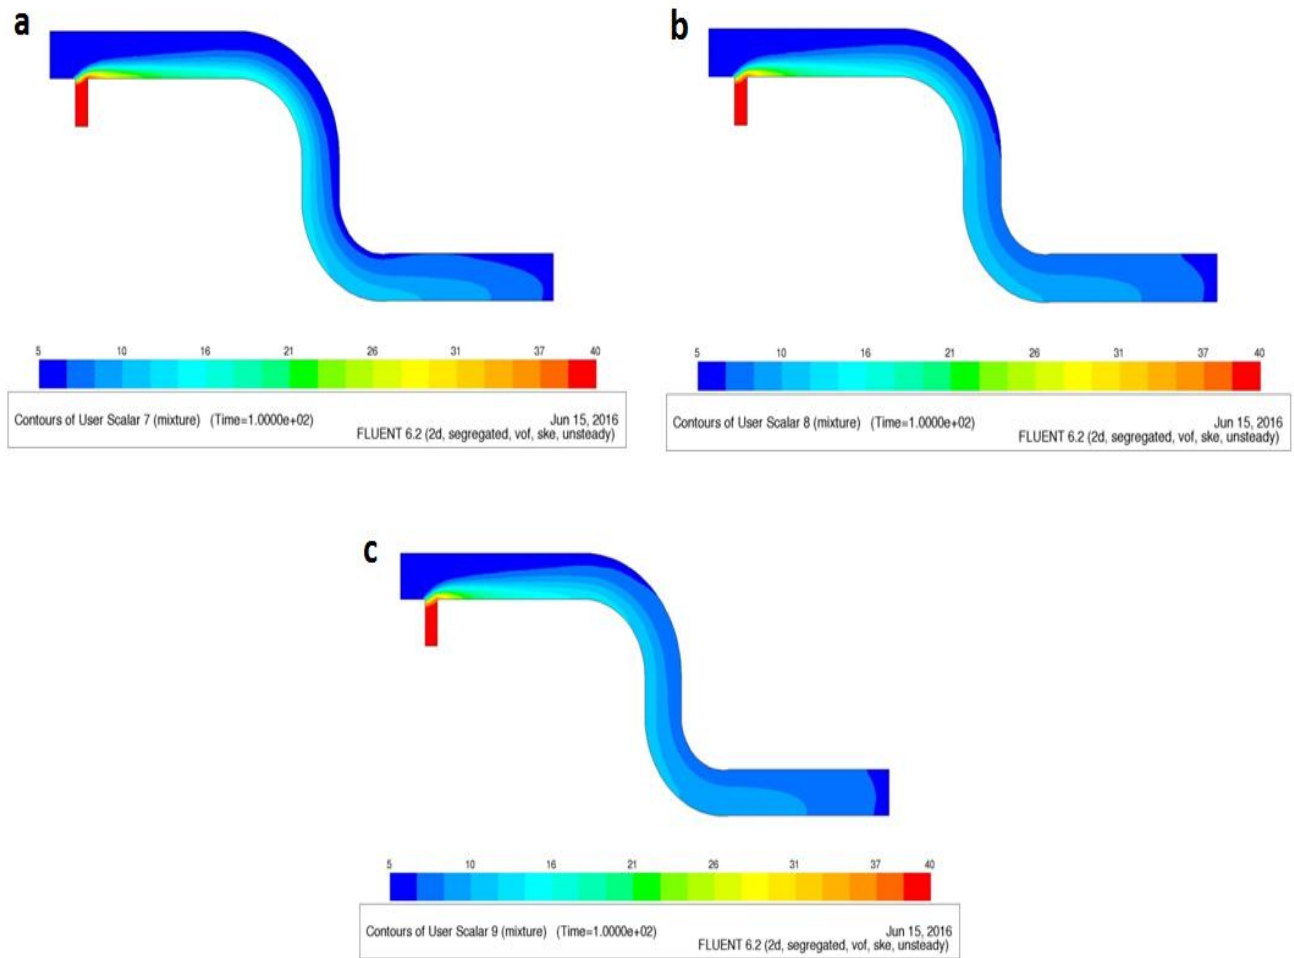 a
5 10 16 21 26 31 37 40
Contours of User Scalar 7 (mixture) (Time=1.0000e+02) Jun 15, 2016
FLUENT 6.2 (2d, segregated, vof, ske, unsteady)
b
5 10 16 21 26 31 37 40
Contours of User Scalar 8 (mixture) (Time=1.0000e+02) Jun 15, 2016
FLUENT 6.2 (2d, segregated, vof, ske, unsteady)
c
5 10 16 21 26 31 37 40
Contours of User Scalar 9 (mixture) (Time=1.0000e+02) Jun 15, 2016
FLUENT 6.2 (2d, segregated, vof, ske, unsteady)